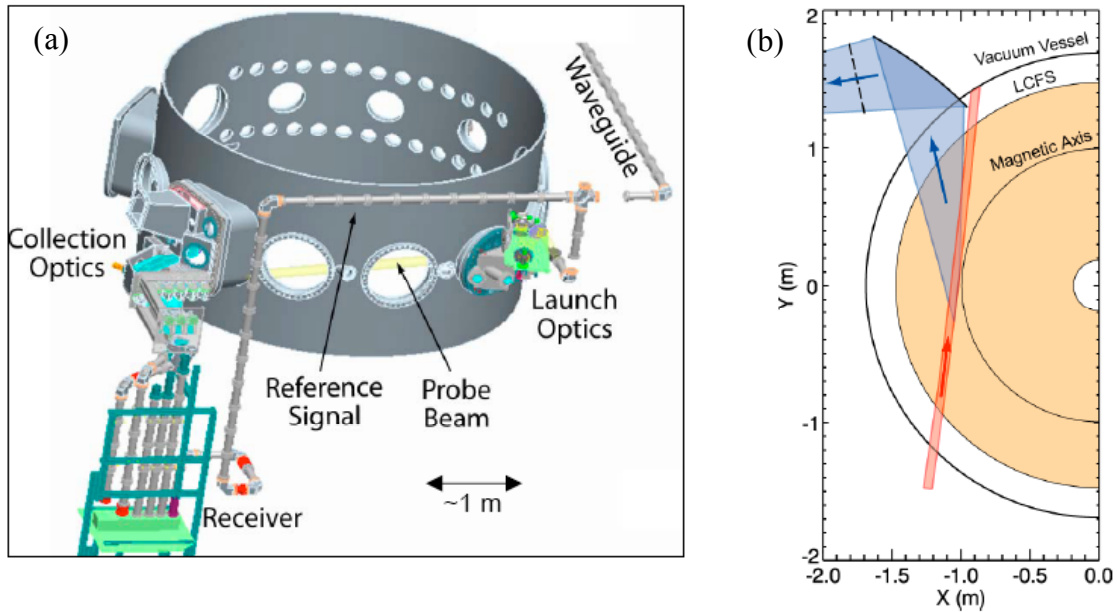 (a)
Waveguide
Collection
Optics
Launch
Optics
Reference
Signal
Probe
Beam
Receiver
~1 m
(b)
2
1
0
-1
-2
Y (m)
Vacuum Vessel
LCFS
Magnetic Axis
-2.0
-1.5
-1.0
-0.5
0.0
X (m)